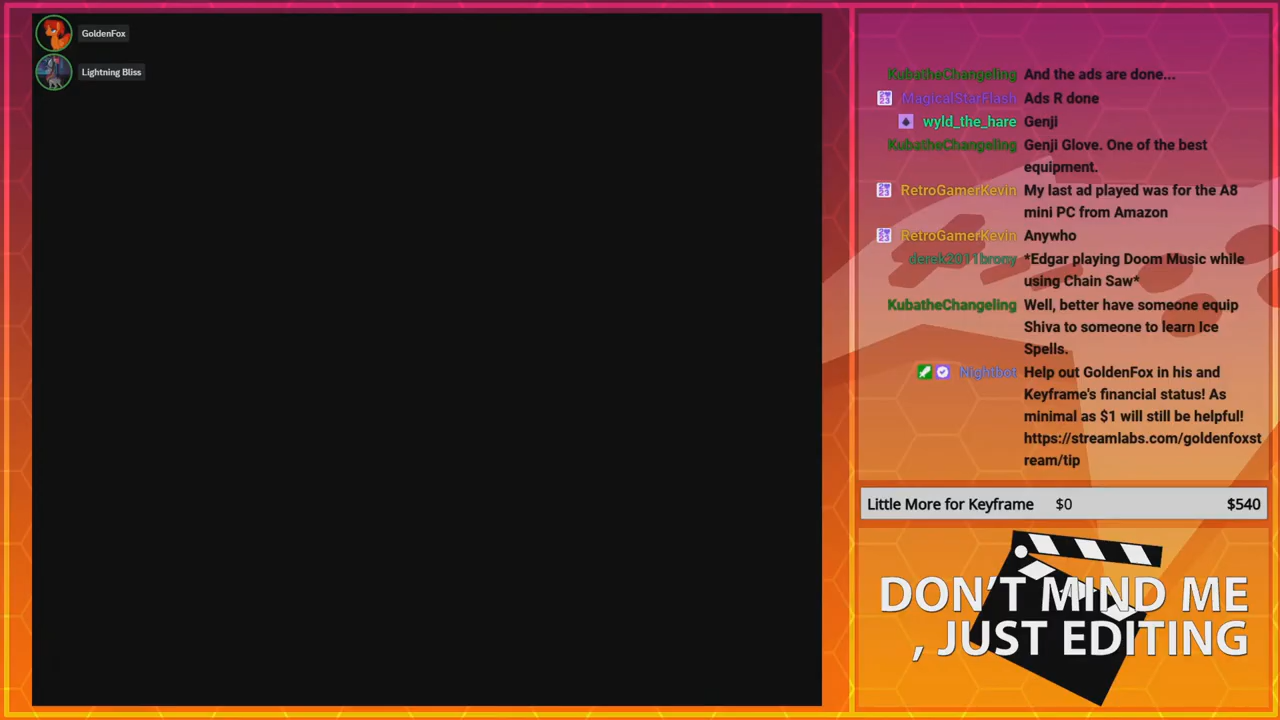 GoldenFox
Lightning Bliss
KubatheChangeling And the ads are done...
MagicalStarFlash Ads R done
wyld_the_hare Genji
KubatheChangeling Genji Glove. One of the best
equipment.
RetroGamerKevin My last ad played was for the A8
mini PC from Amazon
RetroGamerKevin Anywho
derek2011brony *Edgar playing Doom Music while
using Chain Saw*
KubatheChangeling Well, better have someone equip
Shiva to someone to learn Ice
Spells.
Nightbot Help out GoldenFox in his and
Keyframe's financial status! As
minimal as $1 will still be helpful!
https://streamlabs.com/goldenfoxst
ream/tip
Little More for Keyframe $0 $540
DON'T MIND ME
, JUST EDITING